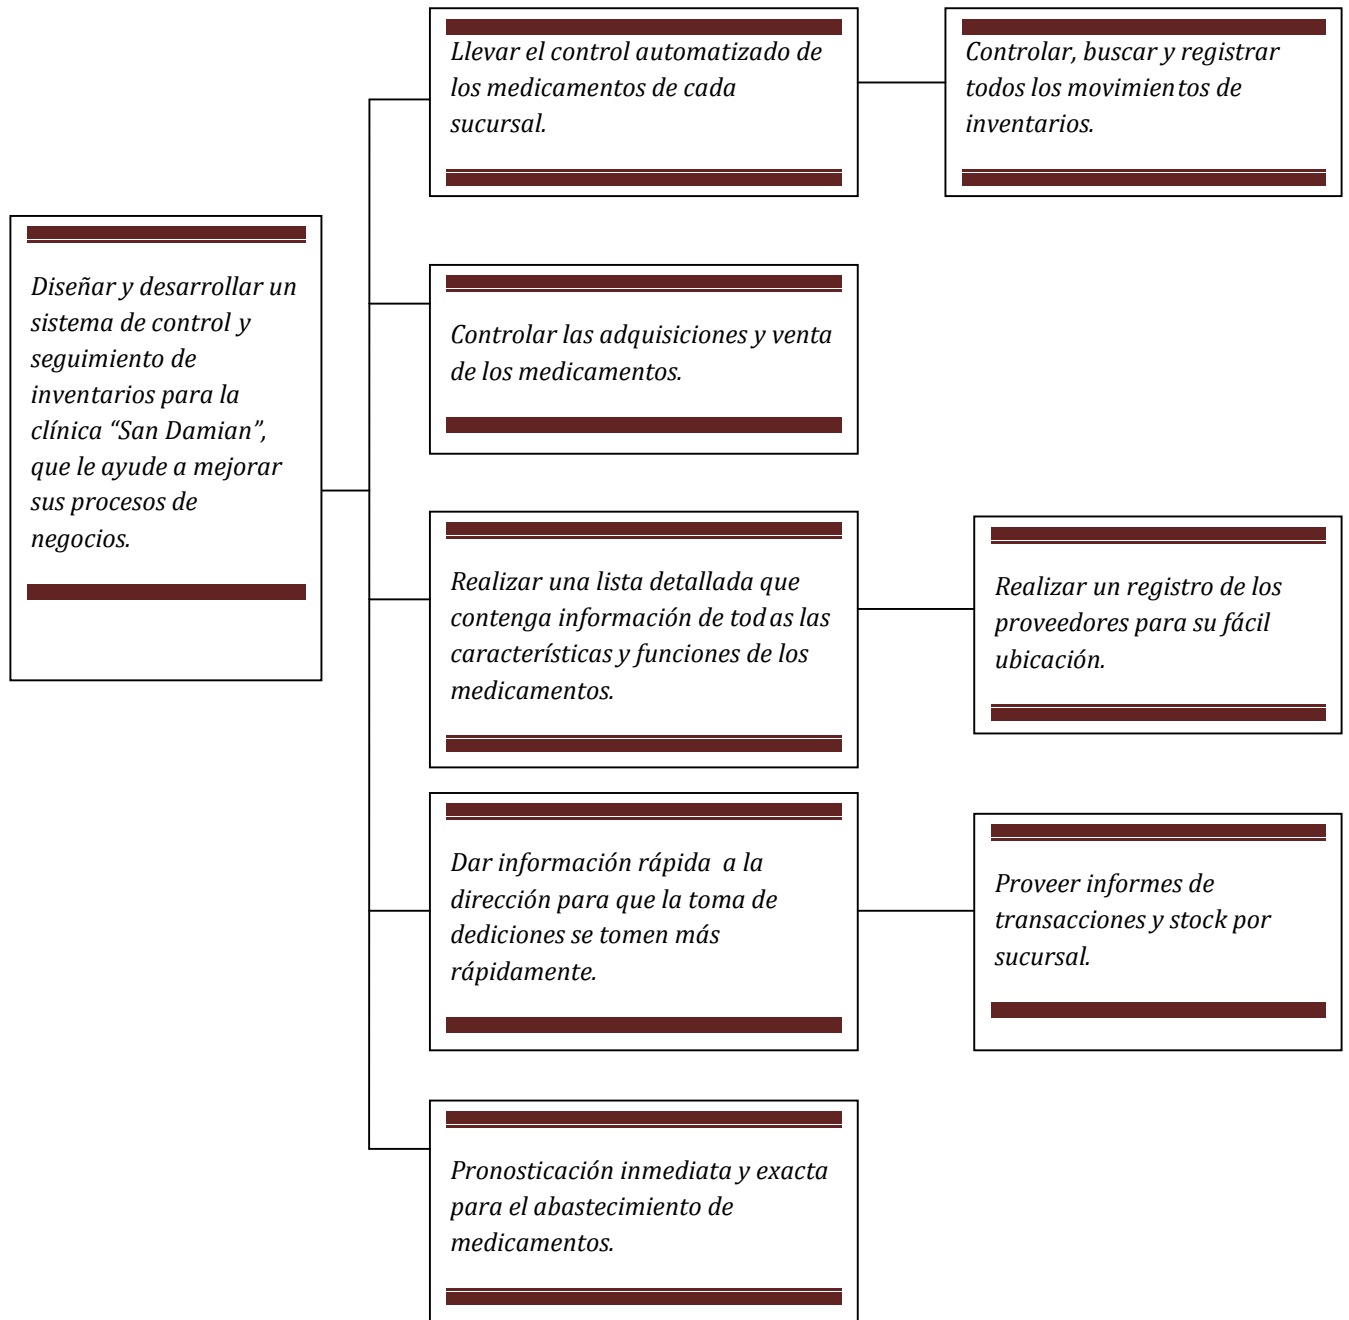 Diseñar y desarrollar un
sistema de control y
seguimiento de
inventarios para la
clínica “San Damian”,
que le ayude a mejorar
sus procesos de
negocios.
Llevar el control automatizado de
los medicamentos de cada
sucursal.
Controlar, buscar y registrar
todos los movimientos de
inventarios.
Controlar las adquisiciones y venta
de los medicamentos.
Realizar una lista detallada que
contenga información de tod as las
características y funciones de los
medicamentos.
Realizar un registro de los
proveedores para su fácil
ubicación.
Dar información rápida  a la
dirección para que la toma de
dediciones se tomen más
rápidamente.
Proveer informes de
transacciones y stock por
sucursal.
Pronosticación inmediata y exacta
para el abastecimiento de
medicamentos.